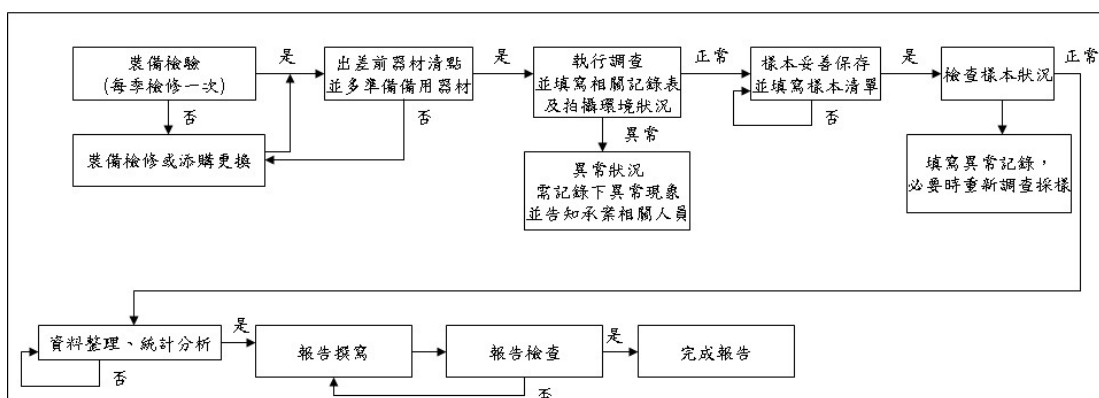 裝備檢驗
(每季檢修一次)
是
出差前器材清點
並多準備備用器材
是
執行調查
並填寫相關記錄表
及拍攝環境狀況
正常
樣本妥善保存
並填寫樣本清單
是
檢查樣本狀況
正常
否
裝備檢修或添購更換
否
異常
異常狀況
需記錄下異常現象
並告知承案相關人員
否
填寫異常記錄，
必要時重新調查採樣
資料整理、統計分析
是
報告撰寫
報告檢查
是
完成報告
否
否